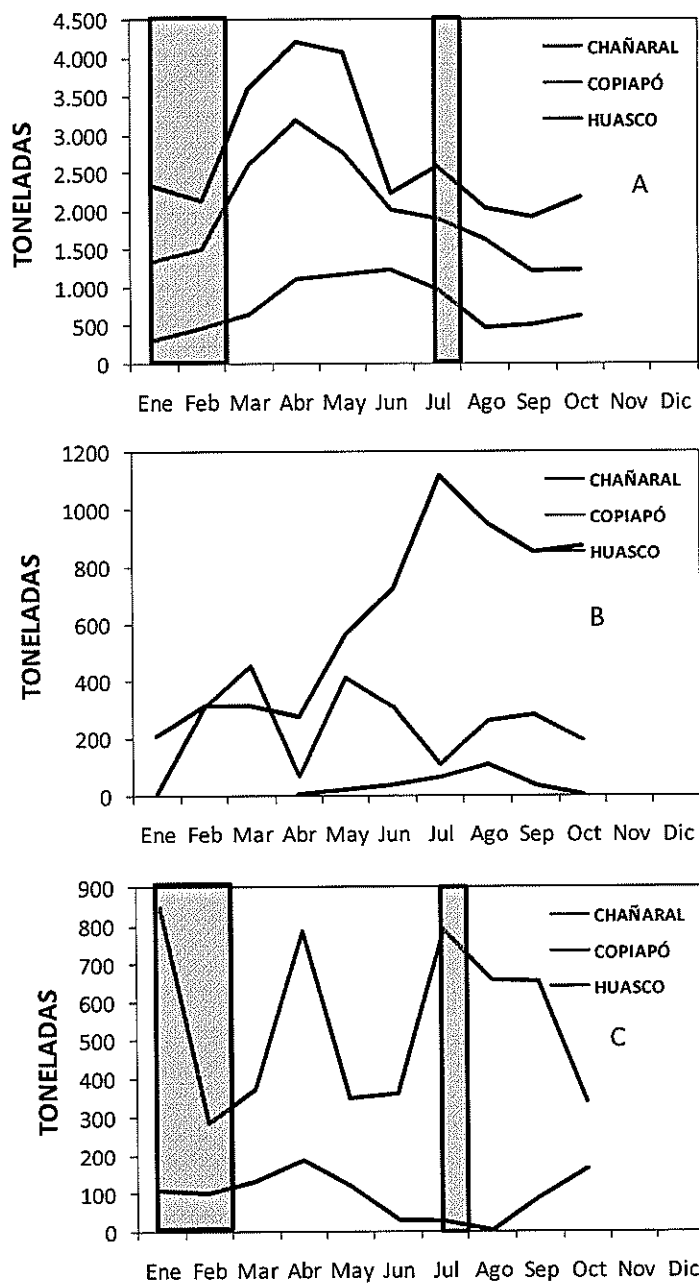 4.500
4.000
3.500
3.000
2.500
2.000
1.500
1.000
500
0
TONELADAS
CHAÑARAL
COPIAPÓ
HUASCO
A
Ene Feb Mar Abr May Jun Jul Ago Sep Oct Nov Dic
1200
1000
800
600
400
200
0
TONELADAS
CHAÑARAL
COPIAPÓ
HUASCO
B
Ene Feb Mar Abr May Jun Jul Ago Sep Oct Nov Dic
900
800
700
600
500
400
300
200
100
0
TONELADAS
CHAÑARAL
COPIAPÓ
HUASCO
C
Ene Feb Mar Abr May Jun Jul Ago Sep Oct Nov Dic